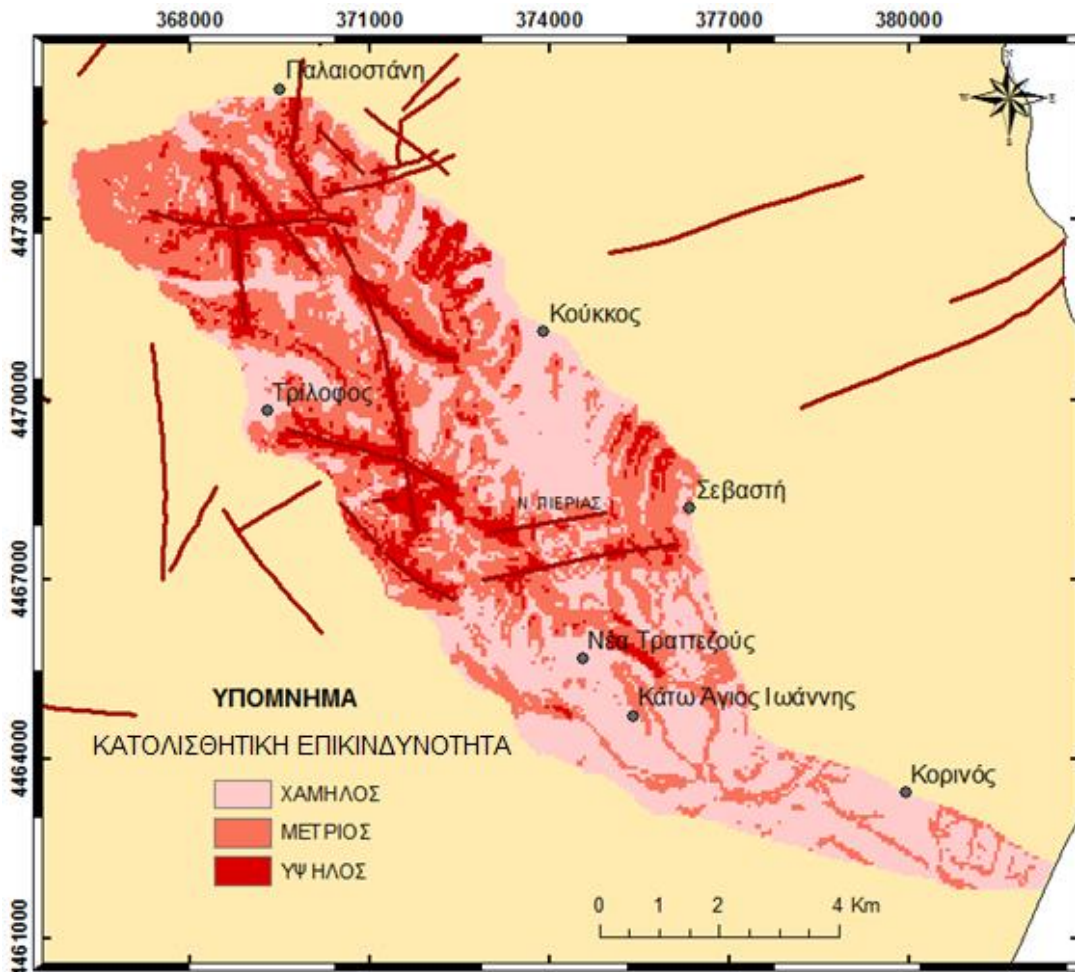 368000 371000 374000 377000 380000
Παλαιοστάνη
N
W E
S
4473000
Κούκκος
4470000
Τρίλοφος
Σεβαστή
Ν. ΠΙΕΡΙΑΣ
4467000
Νέα Τραπεζούς
ΥΠΟΜΝΗΜΑ
Κάτω Άγιος Ιωάννης
ΚΑΤΟΛΙΣΘΗΤΙΚΗ ΕΠΙΚΙΝΔΥΝΟΤΗΤΑ
4464000
ΧΑΜΗΛΟΣ
Κορινός
ΜΕΤΡΙΟΣ
ΥΨΗΛΟΣ
0 1 2 4 Km
4461000